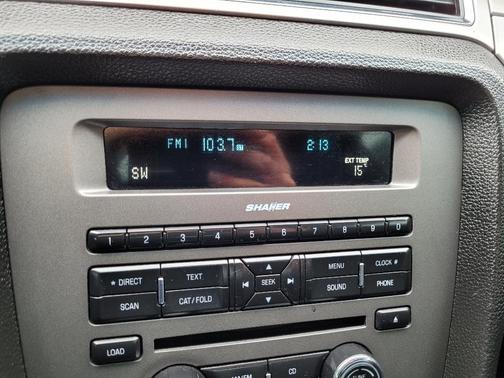 FM1 103.7 2:13
EXT TEMP
SW 15°C
SHAKER
1 2 3 4 5 6 7 8 9 0
* DIRECT TEXT MENU CLOCK #
SEEK
SCAN CAT/FOLD SOUND PHONE
LOAD
CD
TUNE